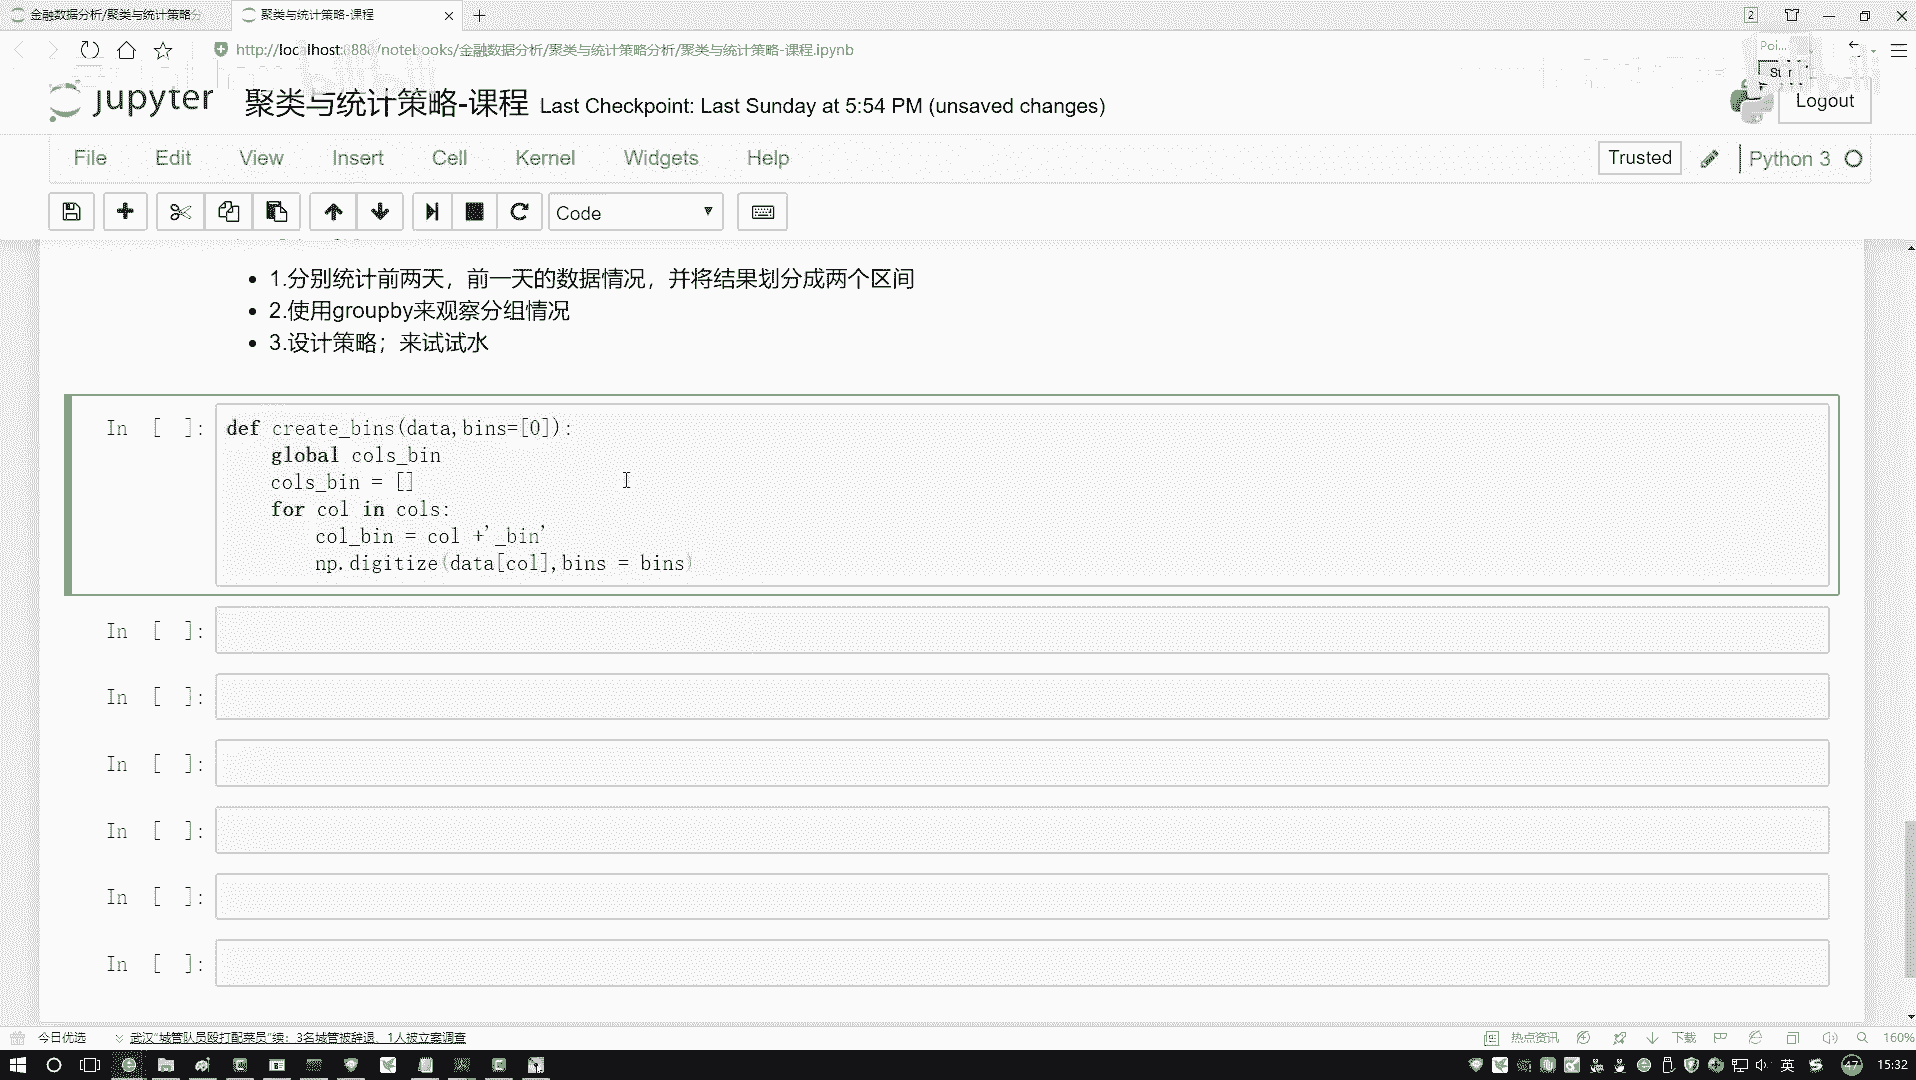 金融数据分析/聚类与统计策略分
聚类与统计策略-课程
2
/notebooks/金融数据分析/聚类与统计策略分析/聚类与统计策略-课程.ipynb
jupyter
聚类与统计策略-课程 Last Checkpoint: Last Sunday at 5:54 PM (unsaved changes)
Logout
File Edit View Insert Cell Kernel Widgets Help
Trusted
Python 3
Code
1.分别统计前两天，前一天的数据情况，并将结果划分成两个区间
2.使用groupby来观察分组情况
3.设计策略；来试试水
In [ ]:
def create_bins(data,bins=[0]):
global cols_bin
cols_bin = []
for col in cols:
col_bin = col +'_bin'
np.digitize(data[col],bins = bins)
In [ ]:
In [ ]:
In [ ]:
In [ ]:
In [ ]:
In [ ]:
今日优选
武汉"城管队员殴打配菜员"续：3名城管被辞退、1人被立案调查
热点资讯
下载
160%
英
47
15:32